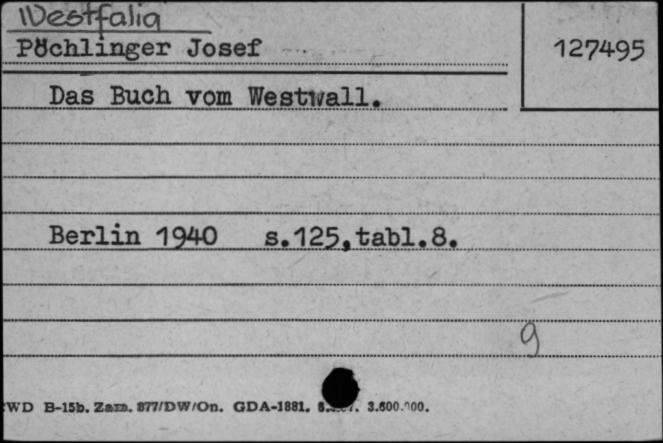 Westfalia
Pöchlinger Josef
127495
Das Buch vom Westwall.
Berlin 1940 s.125,tabl.8.
9
WD B-15b. Zam. 877/DW/On. GDA-1881. 3.600.000.